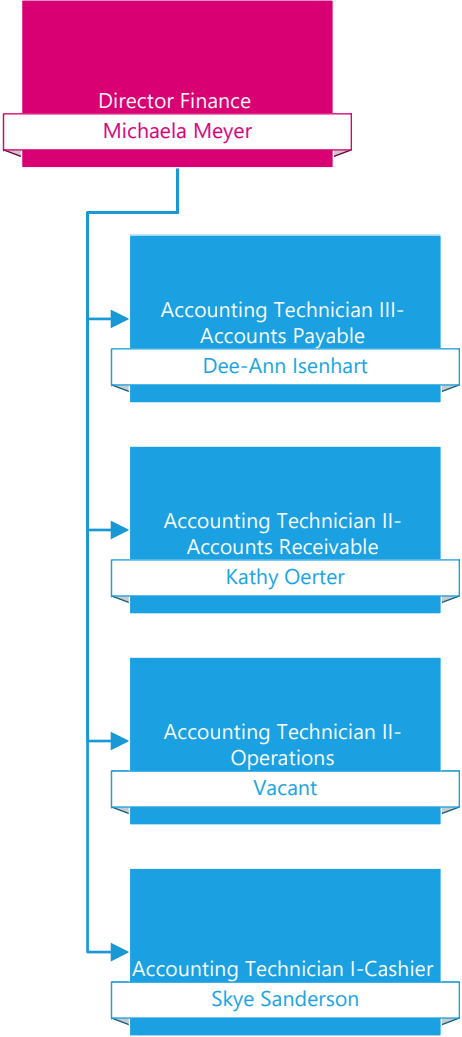 Director Finance
Michaela Meyer
Accounting Technician III-
Accounts Payable
Dee-Ann Isenhart
Accounting Technician II-
Accounts Receivable
Kathy Oerter
Accounting Technician II-
Operations
Vacant
Accounting Technician I-Cashier
Skye Sanderson